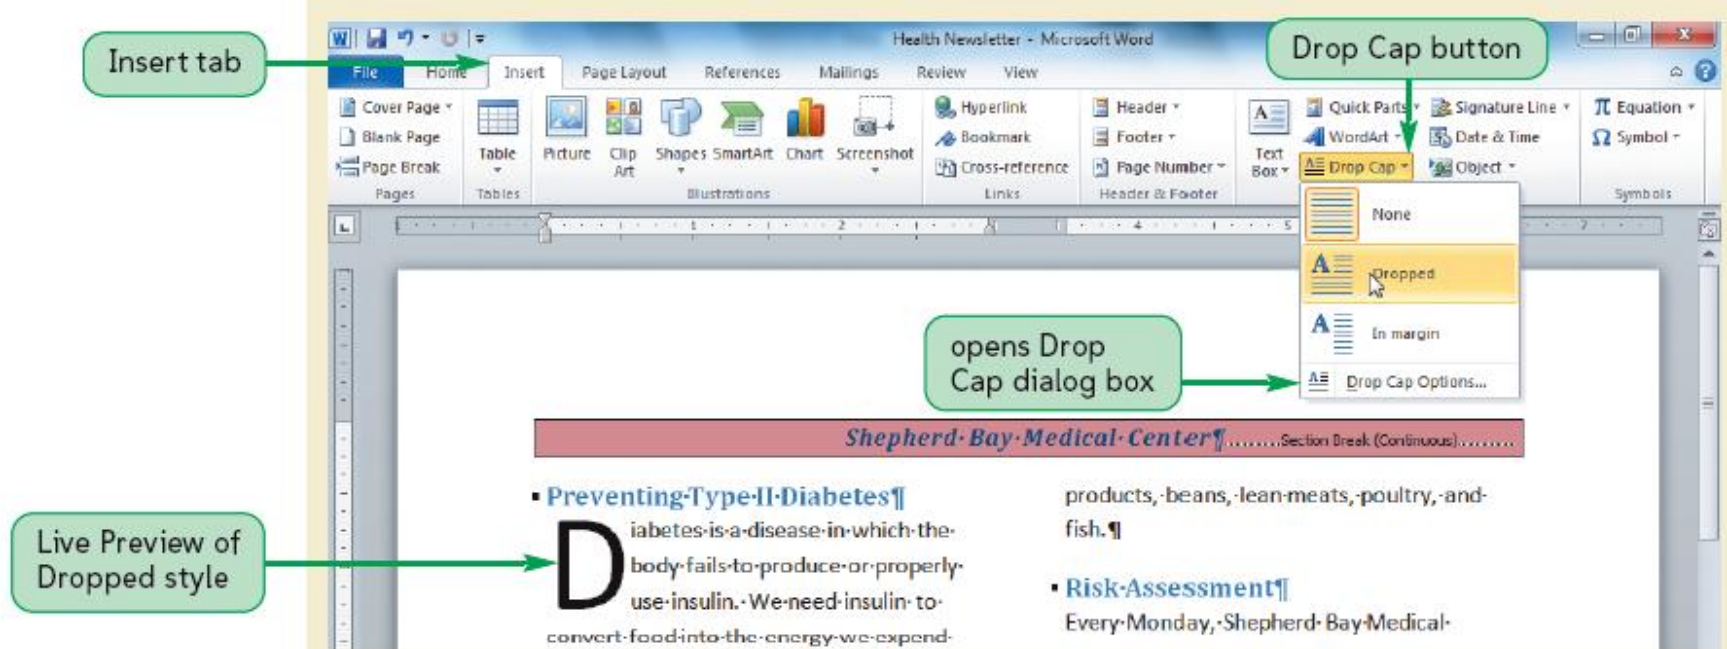 Health Newsletter - Microsoft Word
Drop Cap button
Insert tab
File Home Insert Page Layout References Mailings Review View
Cover Page
Blank Page
Page Break
Pages
Table
Tables
Picture
Clip Art
Shapes
SmartArt
Chart
Screenshot
Illustrations
Hyperlink
Bookmark
Cross-reference
Links
Header
Footer
Page Number
Header & Footer
A
Text Box
Quick Parts
WordArt
Drop Cap
Signature Line
Date & Time
Object
π Equation
Ω Symbol
Symbols
None
Dropped
In margin
Drop Cap Options...
1 2 4 5 7
opens Drop
Cap dialog box
Shepherd·Bay·Medical·Center¶.........Section Break (Continuous).........
Preventing·Type·II·Diabetes¶
Diabetes·is·a·disease·in·which·the·
body·fails·to·produce·or·properly·
use·insulin.·We·need·insulin·to·
convert·food·into·the·energy·we·expend·
products,·beans,·lean·meats,·poultry,·and·
fish.¶
Risk·Assessment¶
Every·Monday,·Shepherd·Bay·Medical·
Live Preview of
Dropped style